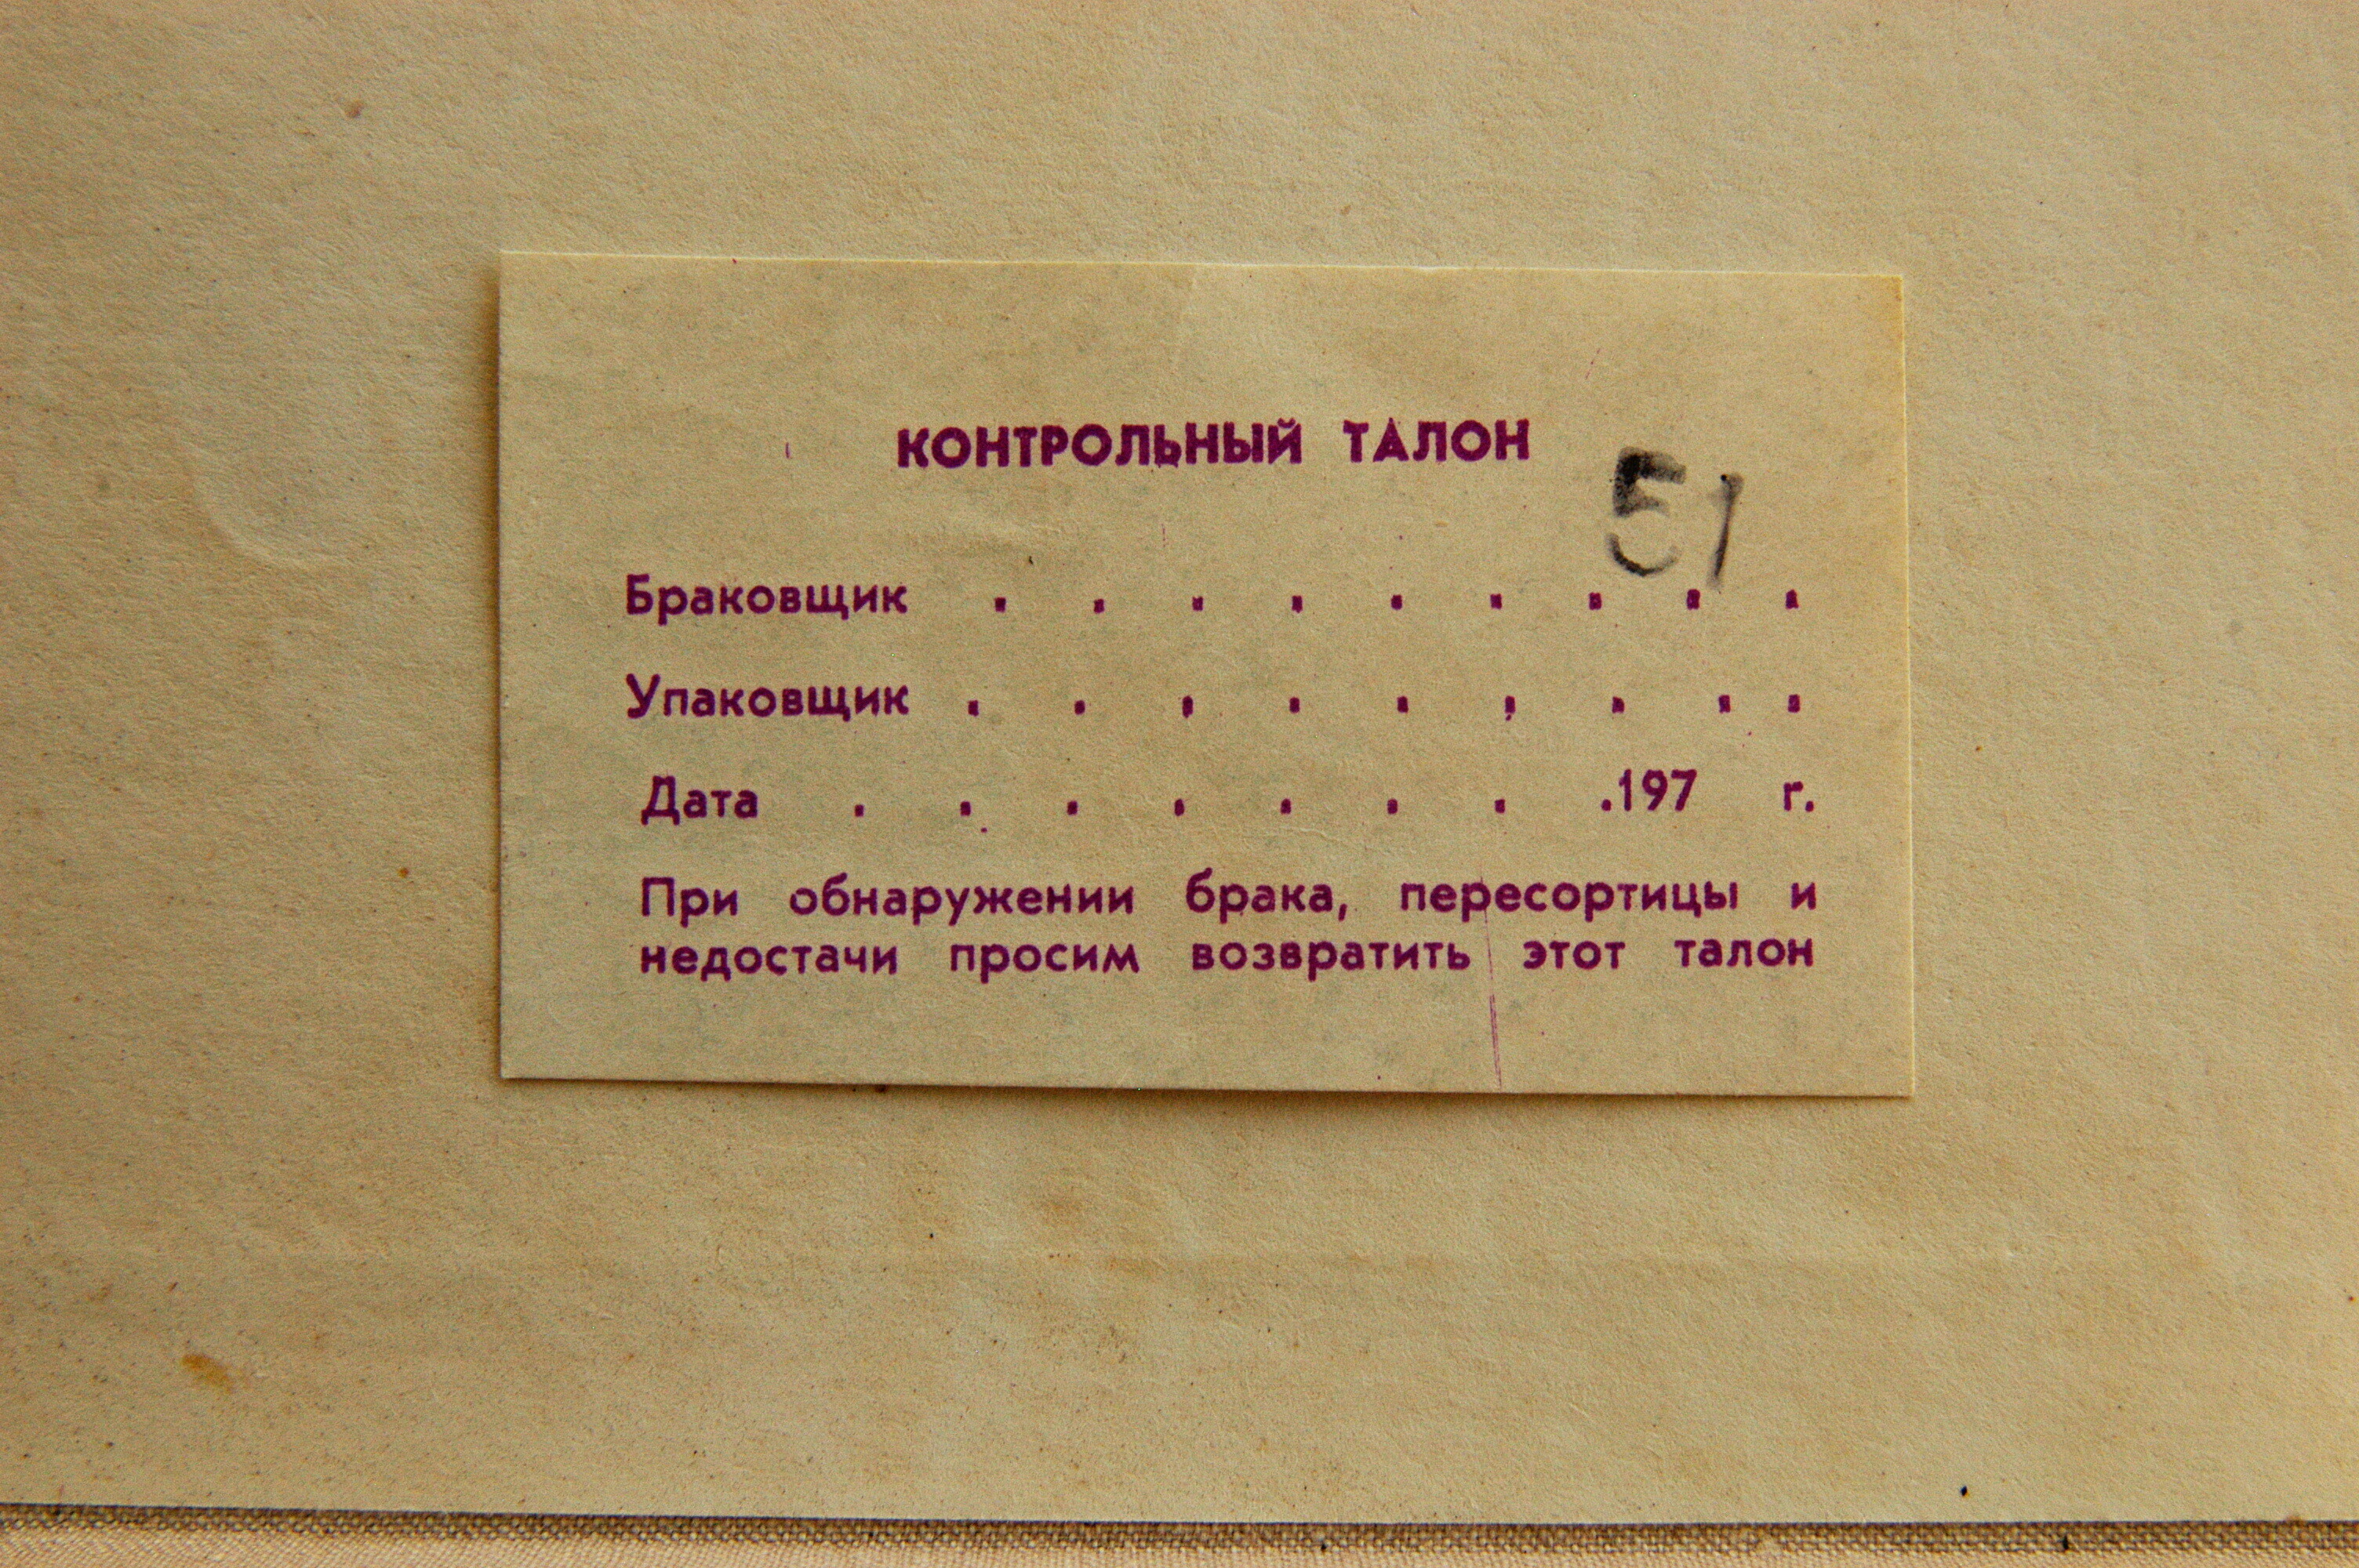 КОНТРОЛЬНЫЙ ТАЛОН
51
Браковщик . . . . . . . . .
Упаковщик . . . . . . . . .
Дата . . . . . . . .197 г.
При обнаружении брака, пересортицы и
недостачи просим возвратить этот талон